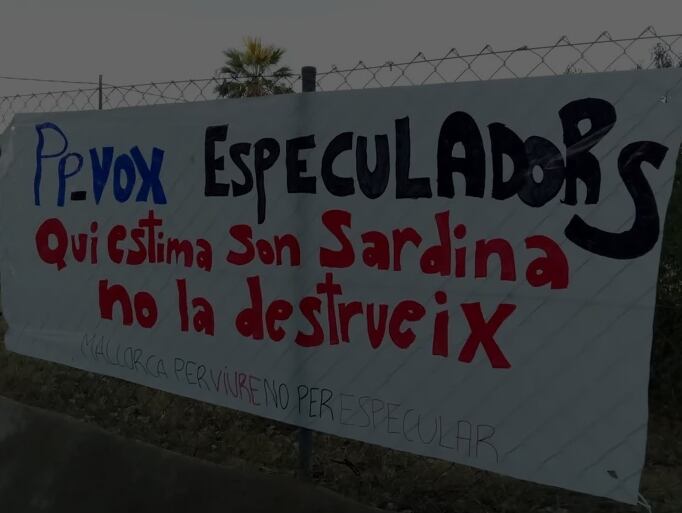 PP-VOX ESPECULADORS
Qui estima Son Sardina
no la destrueix
MALLORCA PER VIURE NO PER ESPECULAR